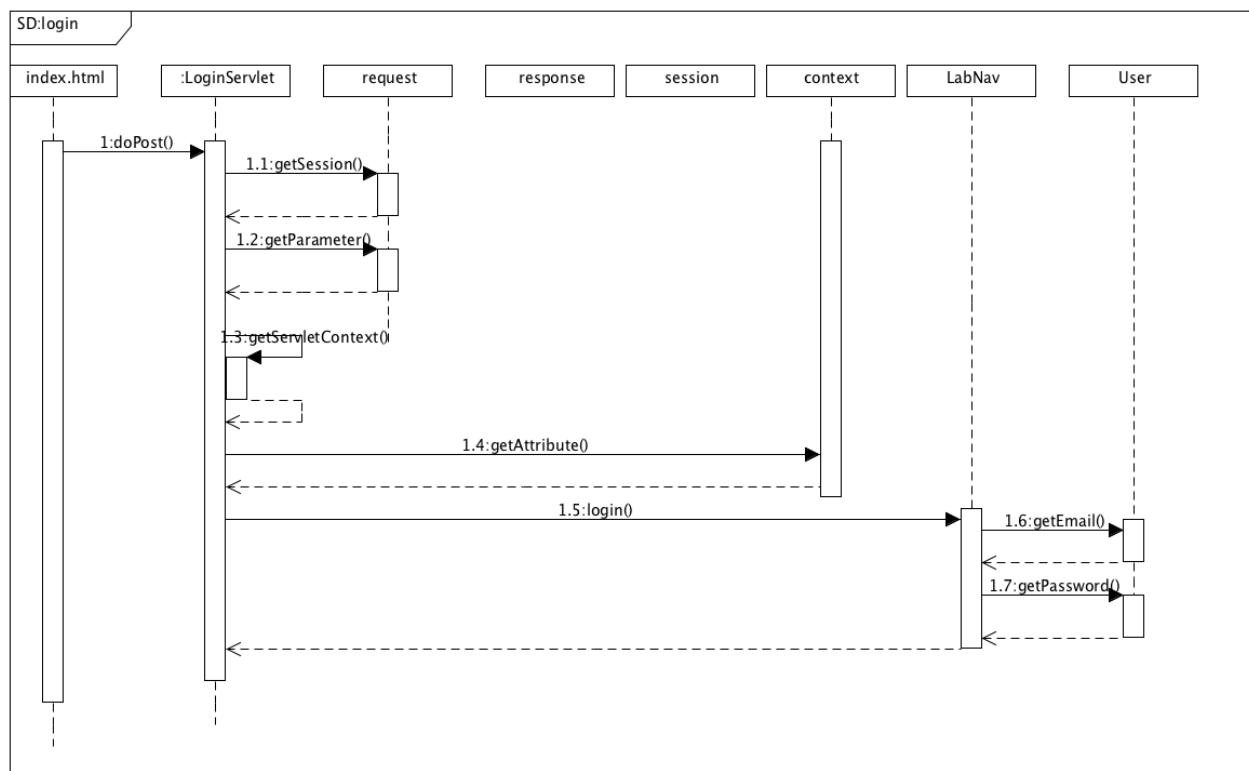 SD:login
index.html
:LoginServlet
request
response
session
context
LabNav
User
1:doPost()
1.1:getSession()
1.2:getParameter()
1.3:getServletContext()
1.4:getAttribute()
1.5:login()
1.6:getEmail()
1.7:getPassword()